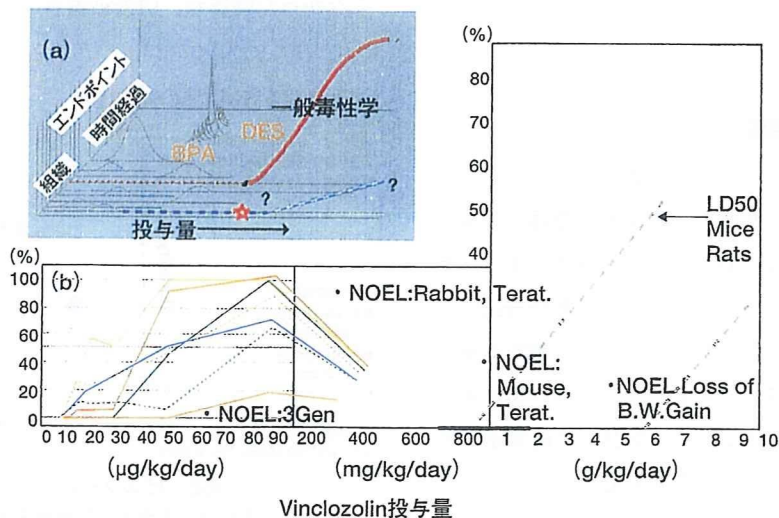 (a)
エンドポイント
時間経過
組織
BPA
DES
一般毒性学
?
?
投与量
(%)
80
70
60
50
40
LD50
Mice
Rats
(%)
(b)
100
80
60
40
20
0
NOEL:Rabbit, Terat.
NOEL:
Mouse,
Terat.
NOEL:Loss of
B.W.Gain
NOEL:3Gen
0 10 20 30 40 50 60 70 80 90 200 400 600 800 1 2 3 4 5 6 7 8 9 10
(μg/kg/day) (mg/kg/day) (g/kg/day)
Vinclozolin投与量